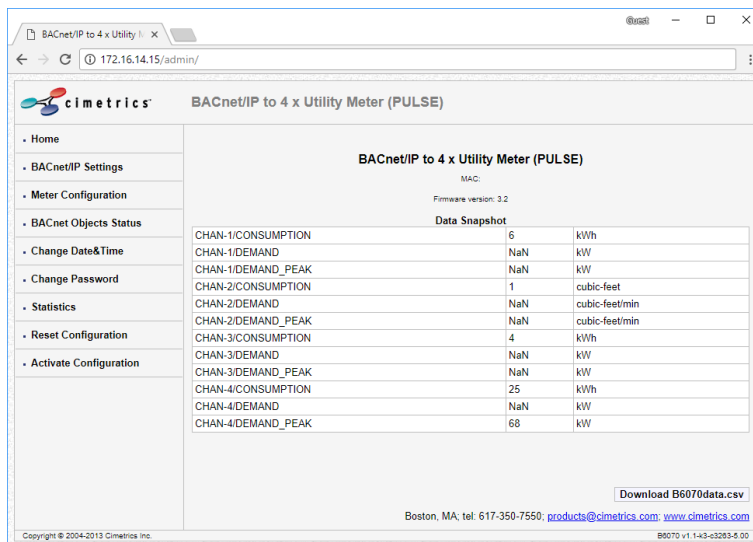 Guest
BACnet/IP to 4 x Utility M
172.16.14.15/admin/
cimetrics
BACnet/IP to 4 x Utility Meter (PULSE)
Home
BACnet/IP Settings
Meter Configuration
BACnet Objects Status
Change Date&Time
Change Password
Statistics
Reset Configuration
Activate Configuration
BACnet/IP to 4 x Utility Meter (PULSE)
MAC:
Firmware version: 3.2
Data Snapshot
CHAN-1/CONSUMPTION 6 kWh
CHAN-1/DEMAND NaN kW
CHAN-1/DEMAND_PEAK NaN kW
CHAN-2/CONSUMPTION 1 cubic-feet
CHAN-2/DEMAND NaN cubic-feet/min
CHAN-2/DEMAND_PEAK NaN cubic-feet/min
CHAN-3/CONSUMPTION 4 kWh
CHAN-3/DEMAND NaN kW
CHAN-3/DEMAND_PEAK NaN kW
CHAN-4/CONSUMPTION 25 kWh
CHAN-4/DEMAND NaN kW
CHAN-4/DEMAND_PEAK 68 kW
Download B6070data.csv
Boston, MA; tel: 617-350-7550; products@cimetrics.com; www.cimetrics.com
Copyright © 2004-2013 Cimetrics Inc.
B6070 v1.1-k3-c3263-5.00